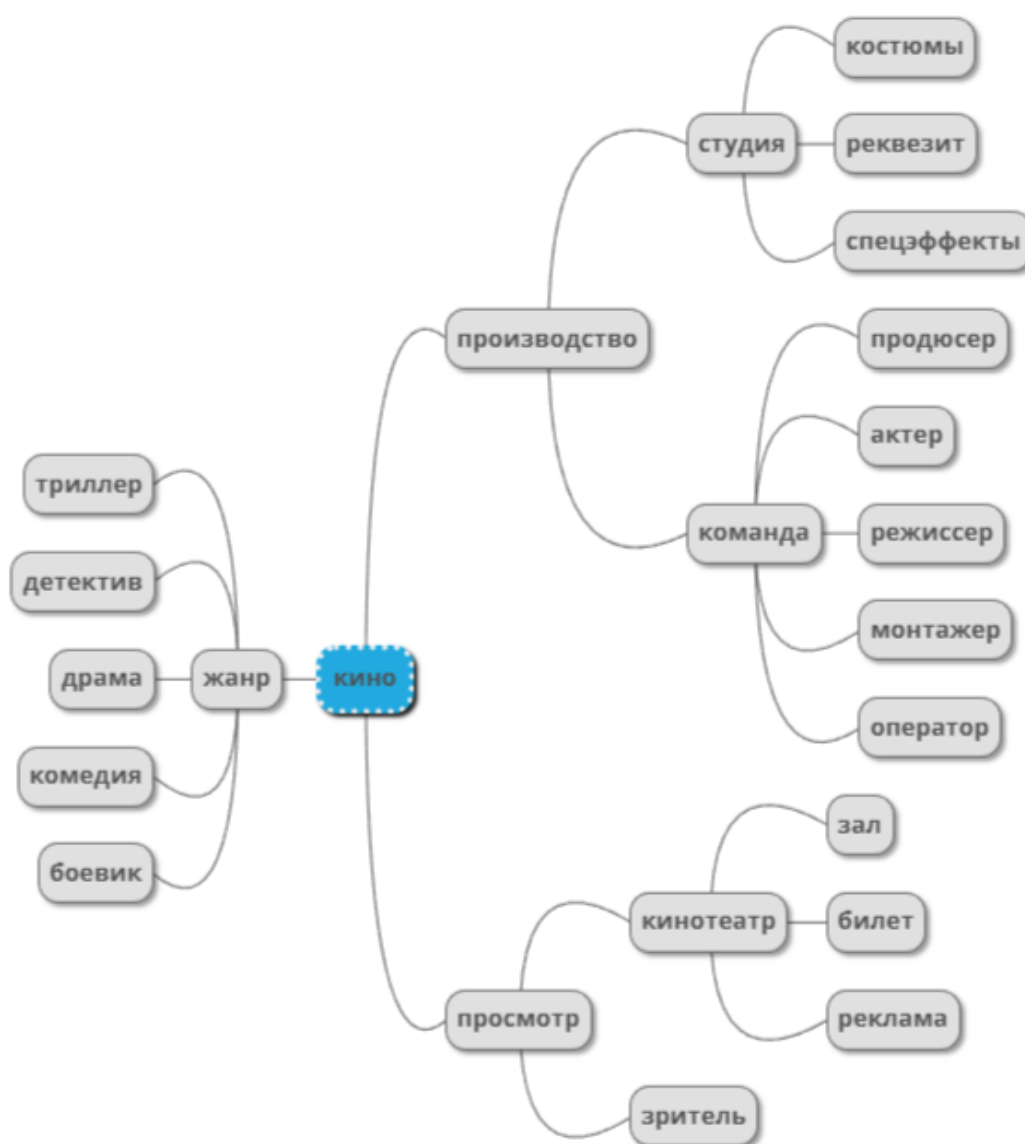 костюмы
студия
реквезит
спецэффекты
производство
продюсер
актер
команда
режиссер
монтажер
оператор
триллер
детектив
драма
жанр
кино
комедия
боевик
зал
кинотеатр
билет
просмотр
реклама
зритель